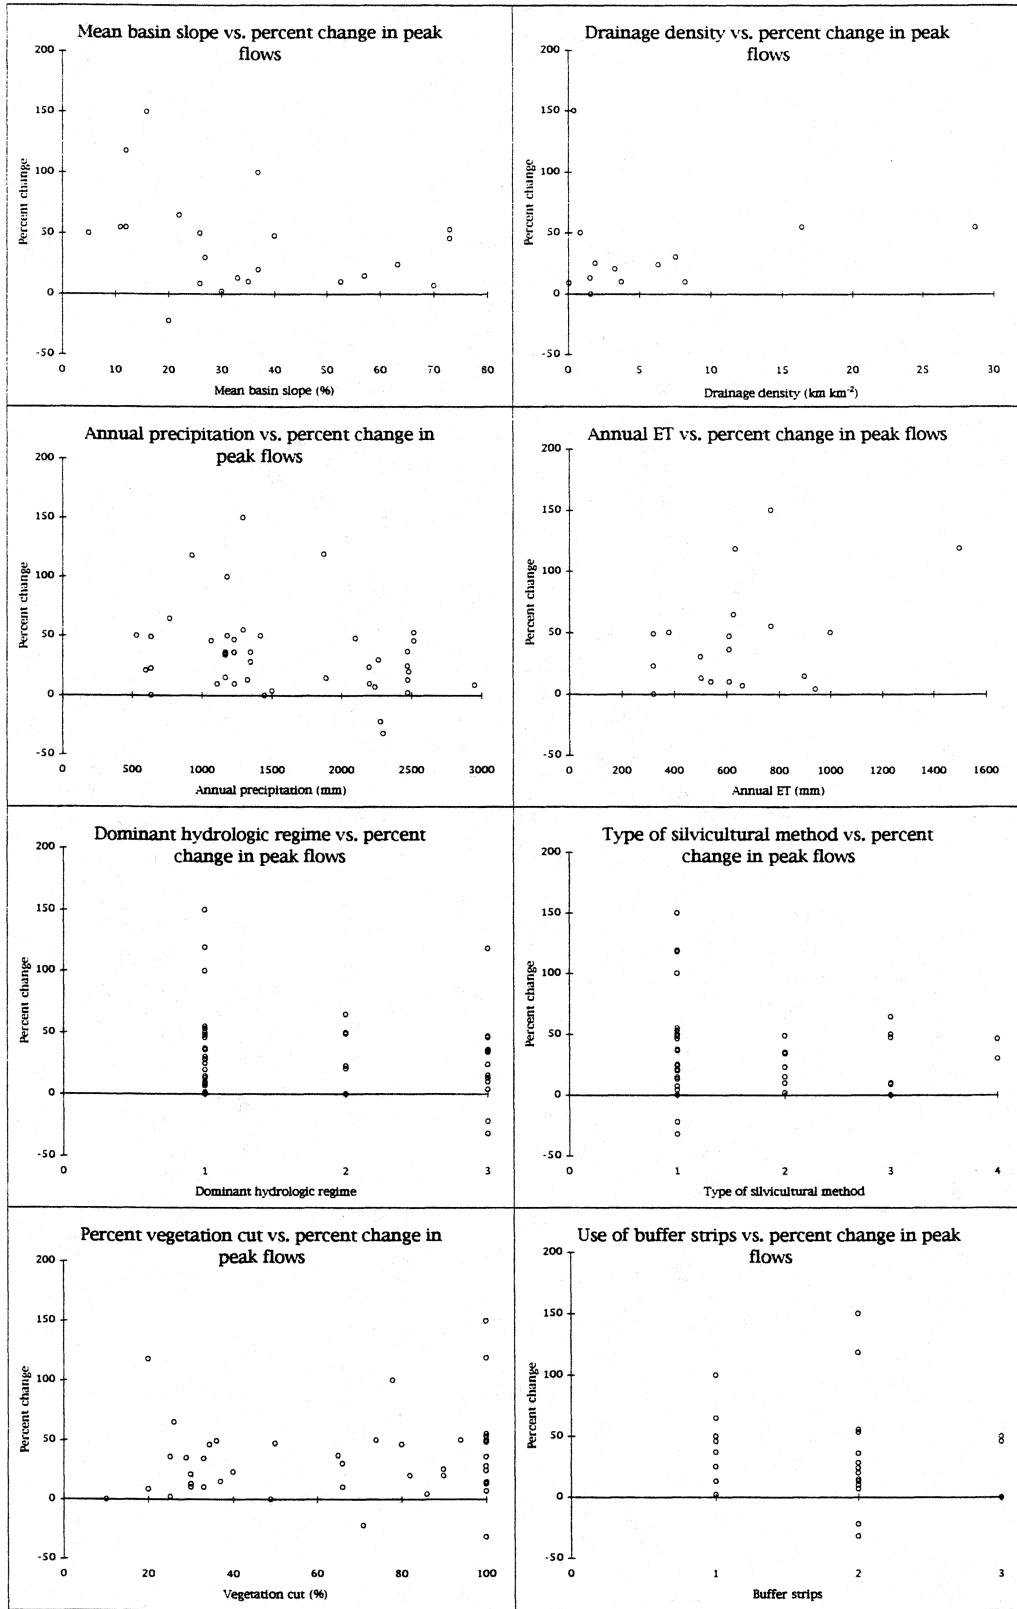 Mean basin slope vs. percent change in peak
flows
200
150
100
50
0
-50
Percent change
0 10 20 30 40 50 60 70 80
Mean basin slope (%)
Drainage density vs. percent change in peak
flows
200
150
100
50
0
-50
Percent change
0 5 10 15 20 25 30
Drainage density (km km-2)
Annual precipitation vs. percent change in
peak flows
200
150
100
50
0
-50
Percent change
0 500 1000 1500 2000 2500 3000
Annual precipitation (mm)
Annual ET vs. percent change in peak flows
200
150
100
50
0
-50
Percent change
0 200 400 600 800 1000 1200 1400 1600
Annual ET (mm)
Dominant hydrologic regime vs. percent
change in peak flows
200
150
100
50
0
-50
Percent change
0 1 2 3
Dominant hydrologic regime
Type of silvicultural method vs. percent
change in peak flows
200
150
100
50
0
-50
Percent change
0 1 2 3 4
Type of silvicultural method
Percent vegetation cut vs. percent change in
peak flows
200
150
100
50
0
-50
Percent change
0 20 40 60 80 100
Vegetation cut (%)
Use of buffer strips vs. percent change in peak
flows
200
150
100
50
0
-50
Percent change
0 1 2 3
Buffer strips